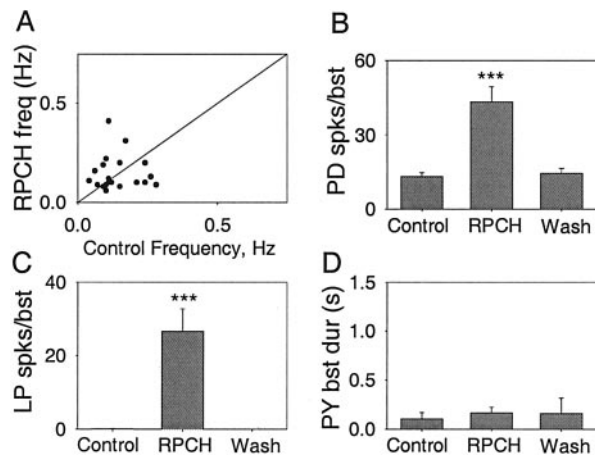 A
RPCH freq (Hz)
0.5
0.0
0.0 0.5
Control Frequency, Hz
B
PD spks/bst
60
30
0
***
Control RPCH Wash
C
LP spks/bst
40
20
0
***
Control RPCH Wash
D
PY bst dur (s)
1.5
1.0
0.5
0.0
Control RPCH Wash